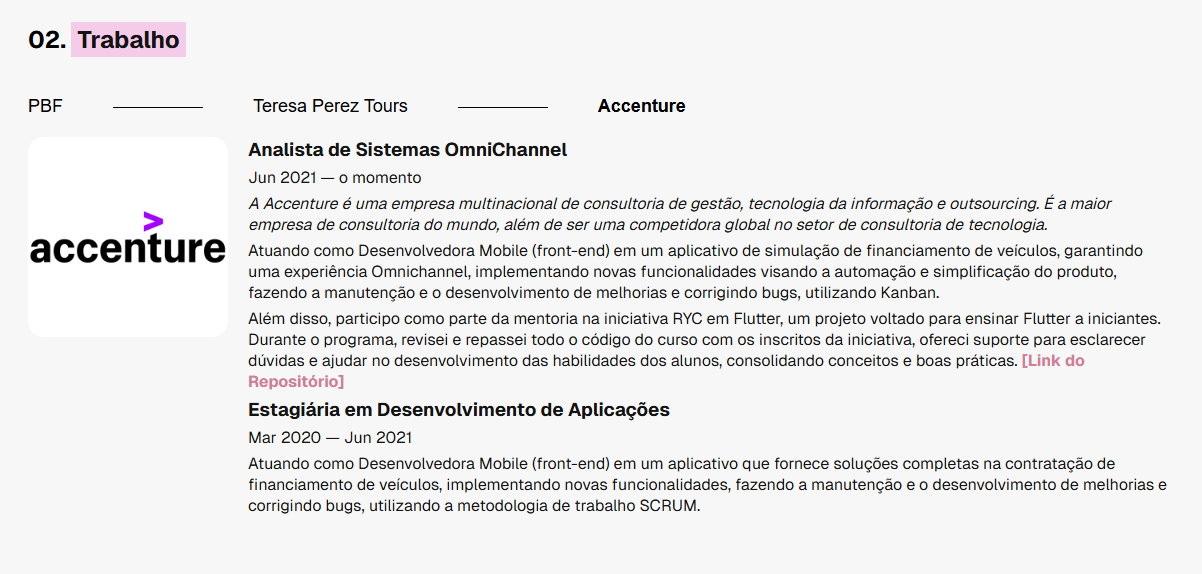 02. Trabalho
PBF Teresa Perez Tours Accenture
accenture
Analista de Sistemas OmniChannel
Jun 2021 — o momento
A Accenture é uma empresa multinacional de consultoria de gestão, tecnologia da informação e outsourcing. É a maior
empresa de consultoria do mundo, além de ser uma competidora global no setor de consultoria de tecnologia.
Atuando como Desenvolvedora Mobile (front-end) em um aplicativo de simulação de financiamento de veículos, garantindo
uma experiência Omnichannel, implementando novas funcionalidades visando a automação e simplificação do produto,
fazendo a manutenção e o desenvolvimento de melhorias e corrigindo bugs, utilizando Kanban.
Além disso, participo como parte da mentoria na iniciativa RYC em Flutter, um projeto voltado para ensinar Flutter a iniciantes.
Durante o programa, revisei e repassei todo o código do curso com os inscritos da iniciativa, ofereci suporte para esclarecer
dúvidas e ajudar no desenvolvimento das habilidades dos alunos, consolidando conceitos e boas práticas. [Link do
Repositório]
Estagiária em Desenvolvimento de Aplicações
Mar 2020 — Jun 2021
Atuando como Desenvolvedora Mobile (front-end) em um aplicativo que fornece soluções completas na contratação de
financiamento de veículos, implementando novas funcionalidades, fazendo a manutenção e o desenvolvimento de melhorias e
corrigindo bugs, utilizando a metodologia de trabalho SCRUM.